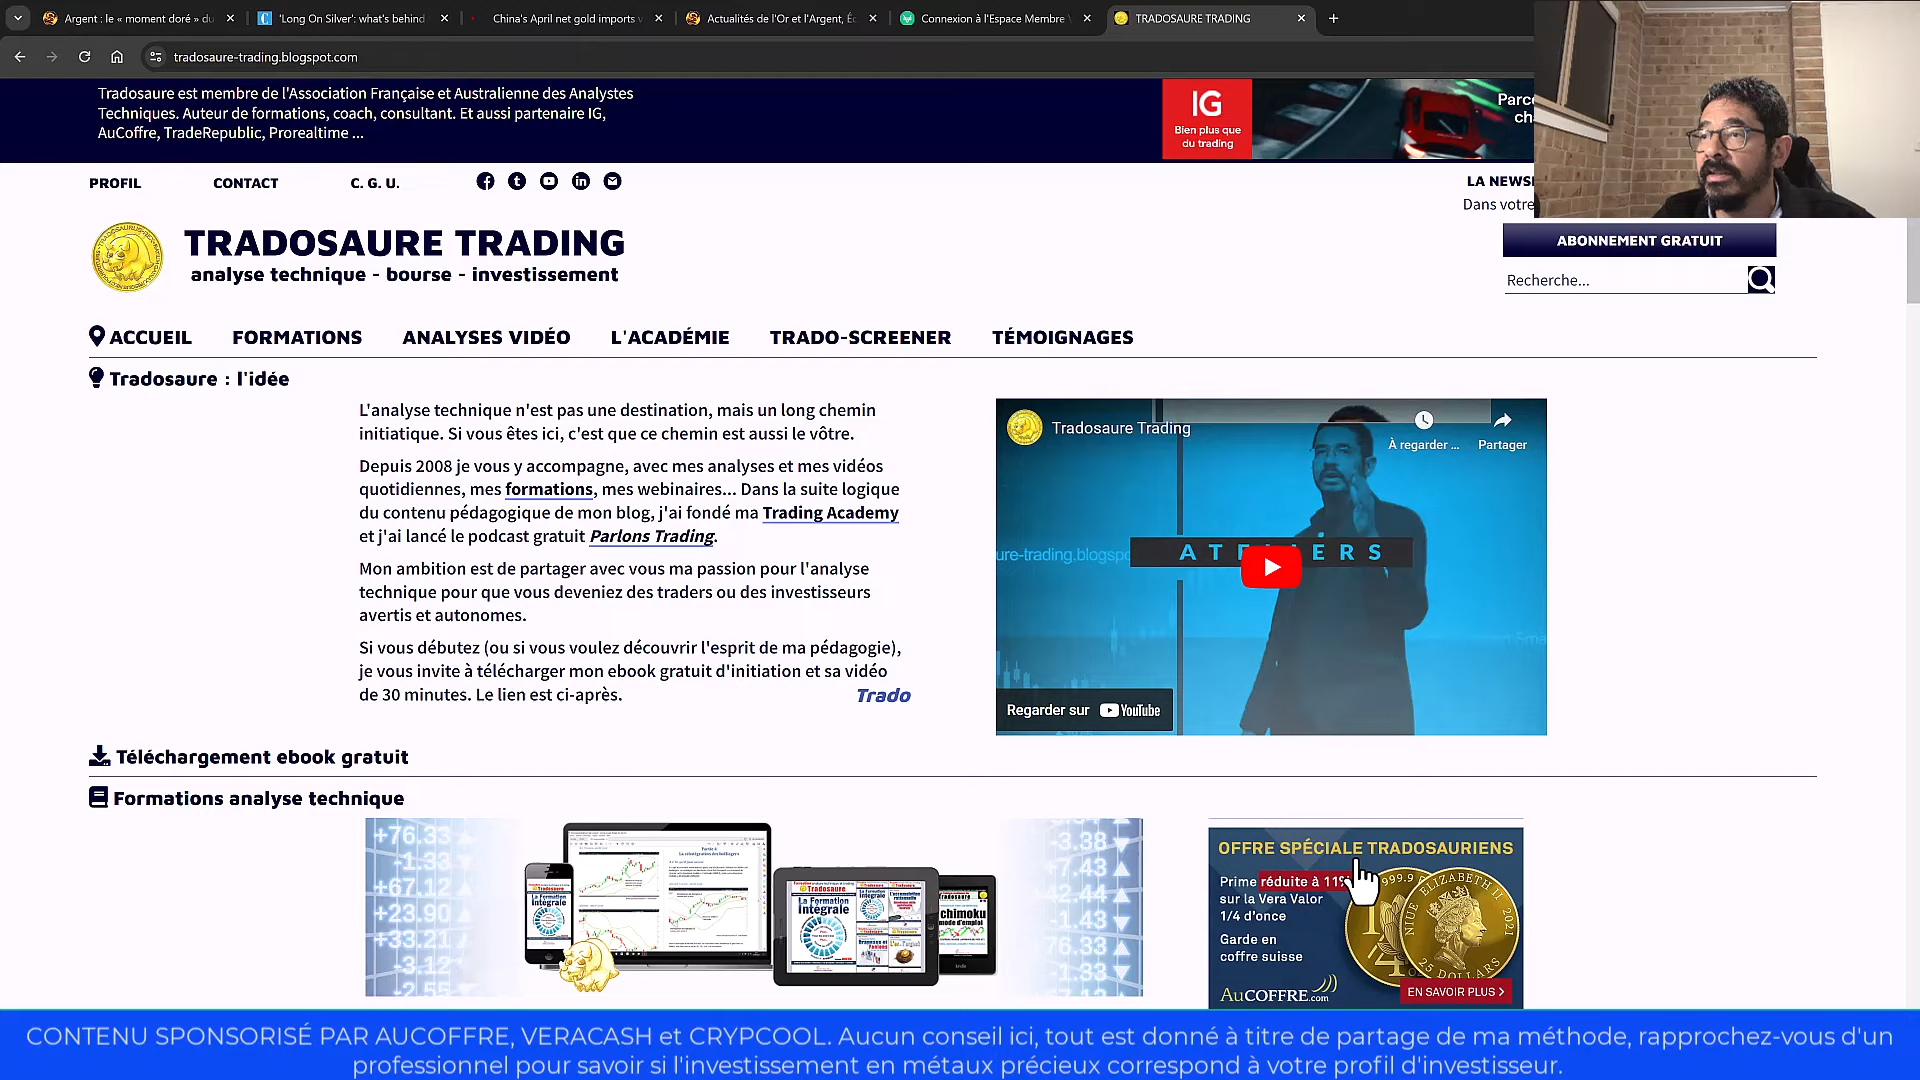 Argent : le « moment doré » du
'Long On Silver': what's behind
China's April net gold imports v
Actualités de l'Or et l'Argent, Éc
Connexion à l'Espace Membre
TRADOSAURE TRADING
tradosaure-trading.blogspot.com
Tradosaure est membre de l'Association Française et Australienne des Analystes
Techniques. Auteur de formations, coach, consultant. Et aussi partenaire IG,
AuCoffre, TradeRepublic, Prorealtime ...
IG
Bien plus que
du trading
Parc
ch
PROFIL
CONTACT
C. G. U.
LA NEWS
Dans votre
TRADOSAURE TRADING
analyse technique - bourse - investissement
ABONNEMENT GRATUIT
Recherche...
ACCUEIL
FORMATIONS
ANALYSES VIDÉO
L'ACADÉMIE
TRADO-SCREENER
TÉMOIGNAGES
Tradosaure : l'idée
L'analyse technique n'est pas une destination, mais un long chemin
initiatique. Si vous êtes ici, c'est que ce chemin est aussi le vôtre.
Depuis 2008 je vous y accompagne, avec mes analyses et mes vidéos
quotidiennes, mes formations, mes webinaires... Dans la suite logique
du contenu pédagogique de mon blog, j'ai fondé ma Trading Academy
et j'ai lancé le podcast gratuit Parlons Trading.
Mon ambition est de partager avec vous ma passion pour l'analyse
technique pour que vous deveniez des traders ou des investisseurs
avertis et autonomes.
Si vous débutez (ou si vous voulez découvrir l'esprit de ma pédagogie),
je vous invite à télécharger mon ebook gratuit d'initiation et sa vidéo
de 30 minutes. Le lien est ci-après.
Trado
Tradosaure Trading
À regarder ...
Partager
ure-trading.blogspo
ATELIERS
Regarder sur YouTube
Téléchargement ebook gratuit
Formations analyse technique
+76.33
-1.33
+67.12
+23.90
+33.21
-3.12
-2.55
Tradosaure
La Formation
Intégrale
Tradosaure
La Formation
Intégrale
chimoku
mode d'emploi
-3.38
-1.43
76.33
-1.33
OFFRE SPÉCIALE TRADOSAURIENS
Prime réduite à 11%
sur la Vera Valor
1/4 d'once
Garde en
coffre suisse
AuCOFFRE.com
999.9
ELIZABETH II
NIUE
2021
25 DOLLARS
EN SAVOIR PLUS
CONTENU SPONSORISÉ PAR AUCOFFRE, VERACASH et CRYPCOOL. Aucun conseil ici, tout est donné à titre de partage de ma méthode, rapprochez-vous d'un
professionnel pour savoir si l'investissement en métaux précieux correspond à votre profil d'investisseur.